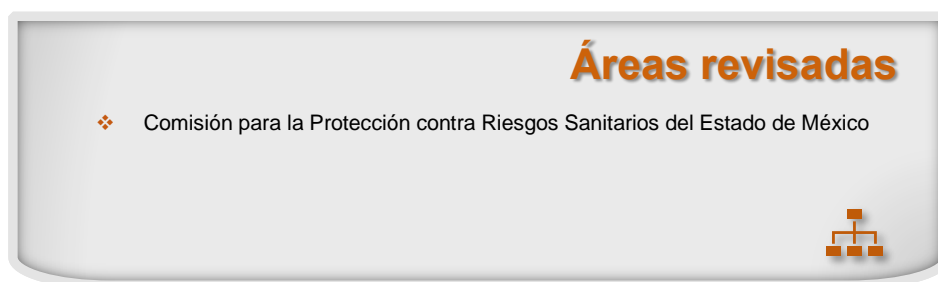 Áreas revisadas
❖ Comisión para la Protección contra Riesgos Sanitarios del Estado de México